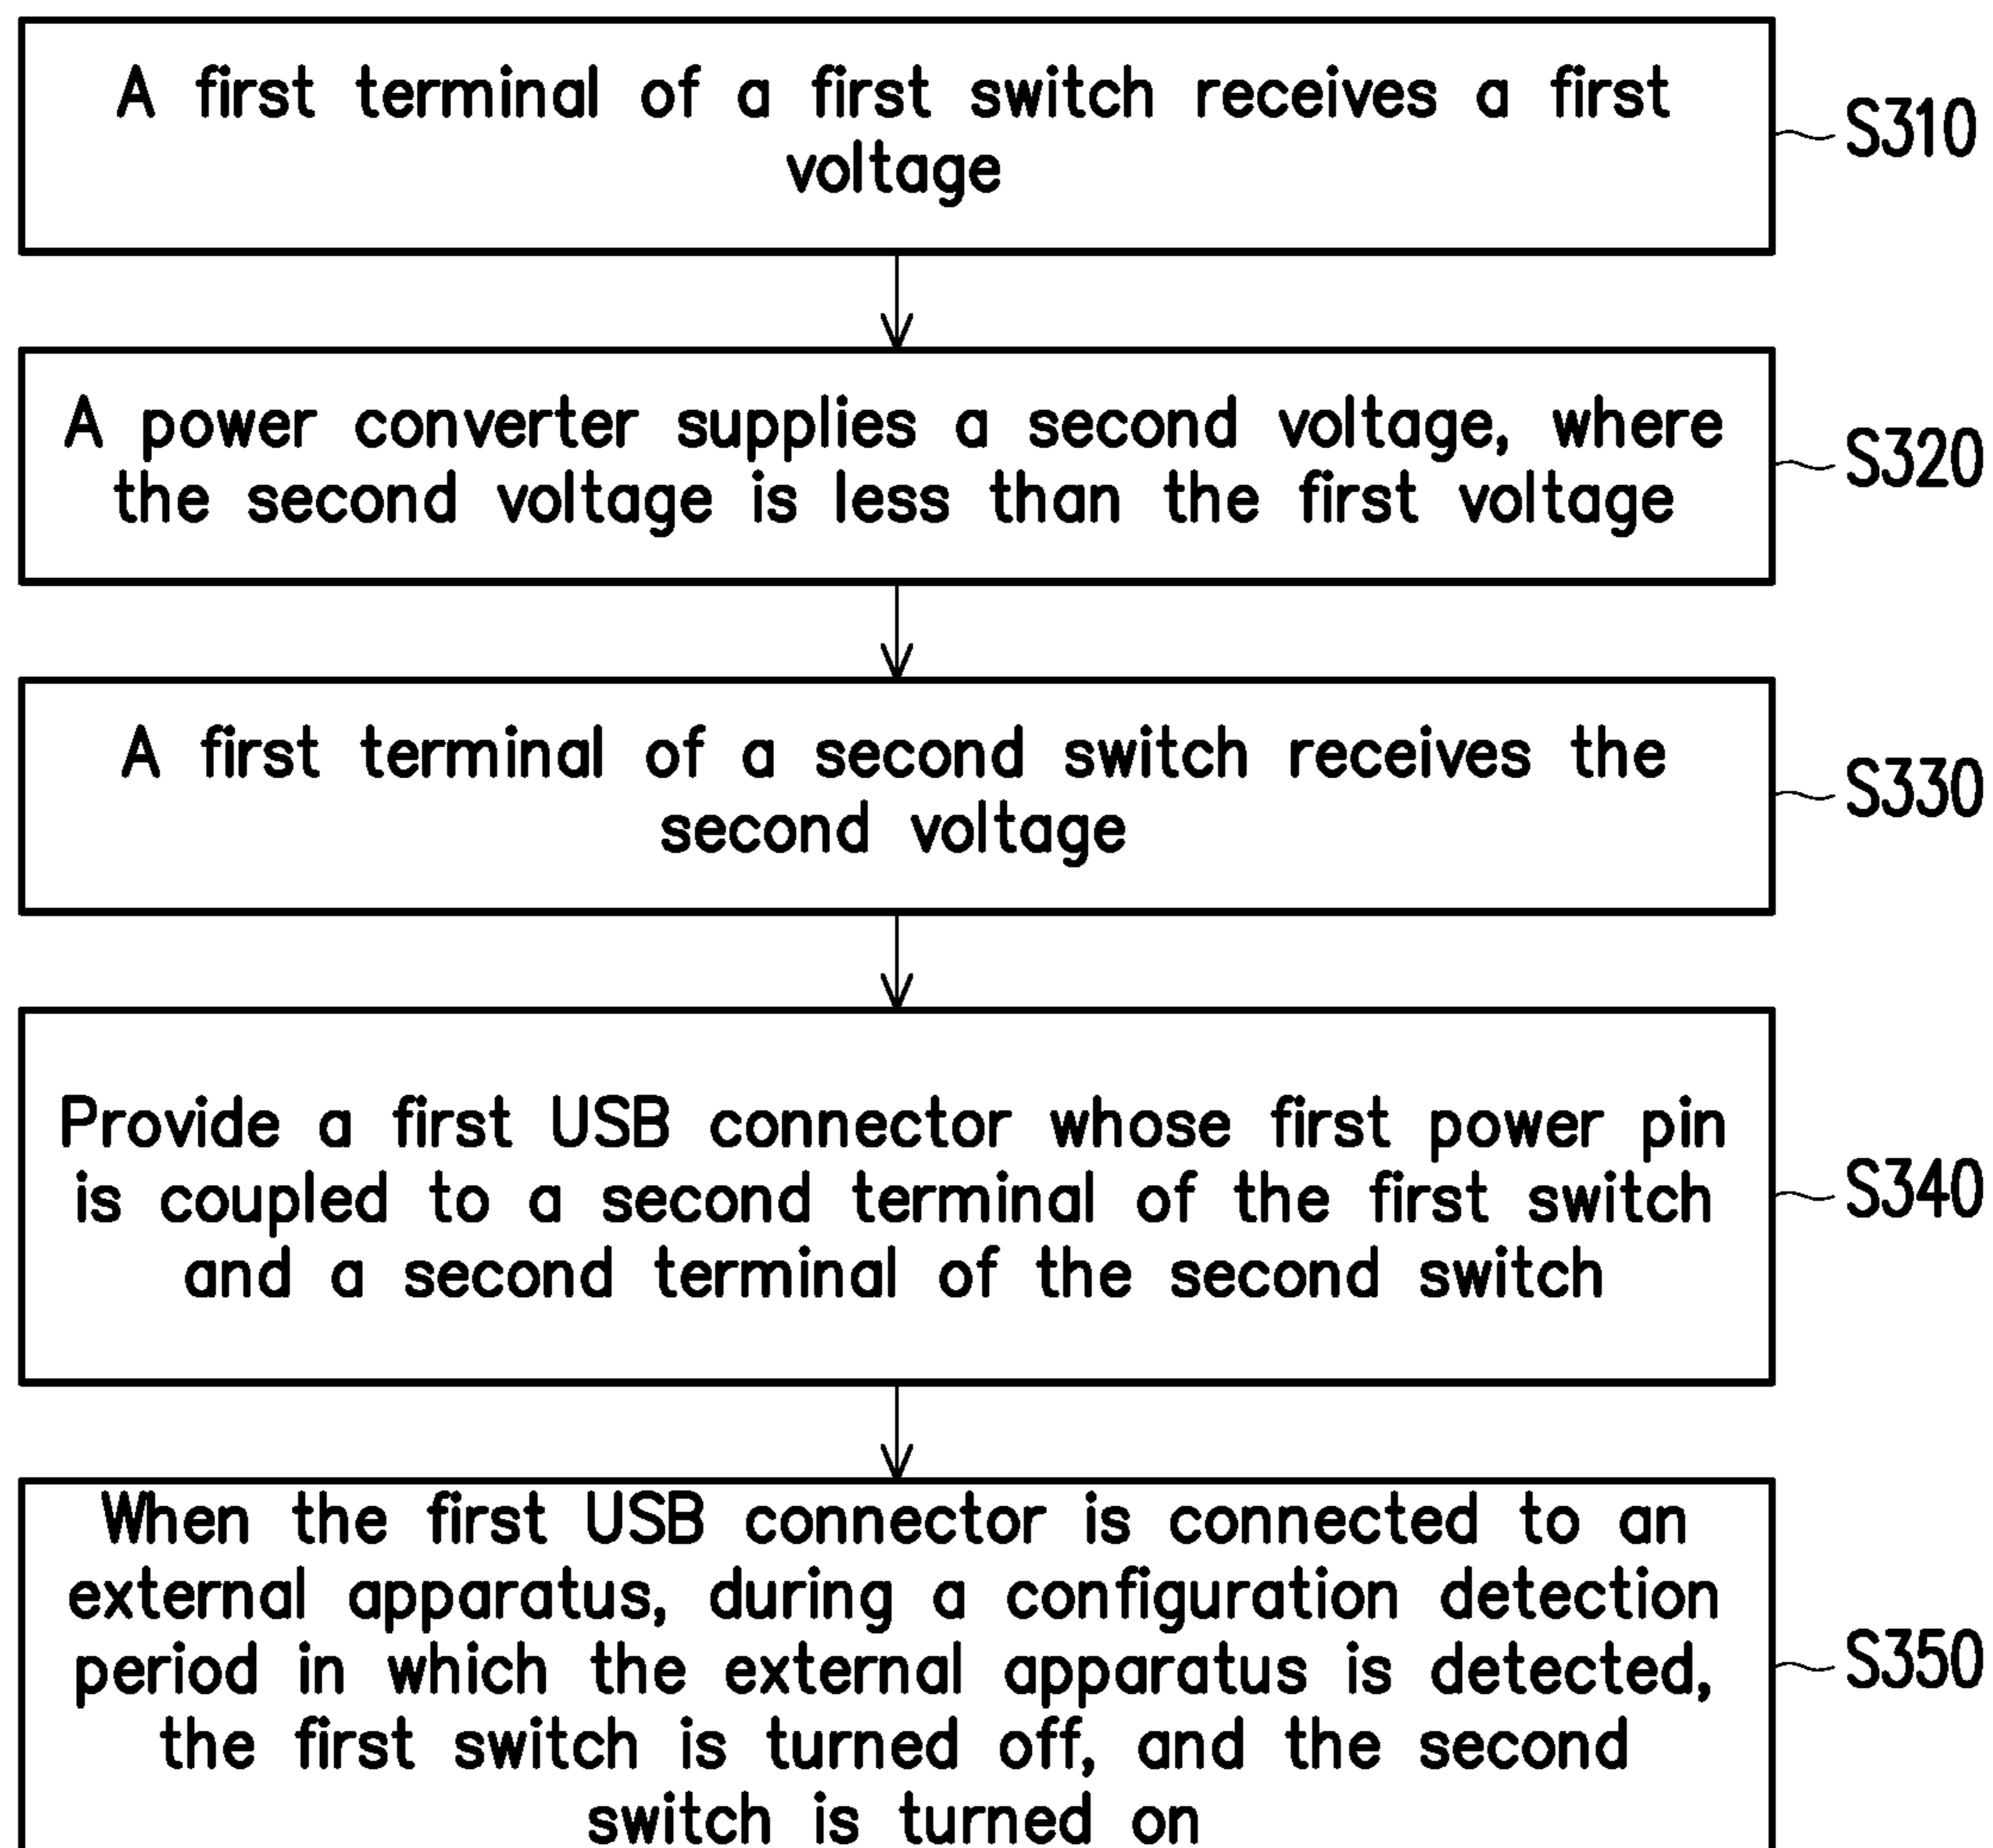 A first terminal of a first switch receives a first
voltage
S310
A power converter supplies a second voltage, where
the second voltage is less than the first voltage
S320
A first terminal of a second switch receives the
second voltage
S330
Provide a first USB connector whose first power pin
is coupled to a second terminal of the first switch
and a second terminal of the second switch
S340
When the first USB connector is connected to an
external apparatus, during a configuration detection
period in which the external apparatus is detected,
the first switch is turned off, and the second
switch is turned on
S350